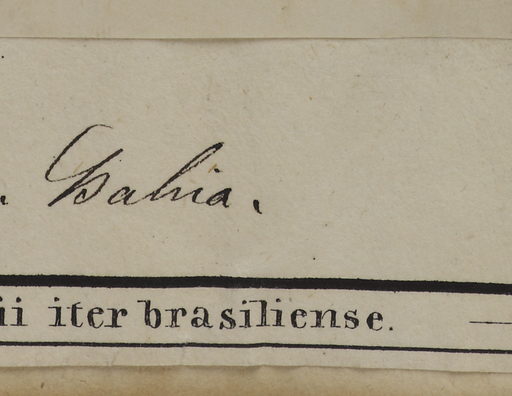 . Bahia.
ii iter brasiliense. —